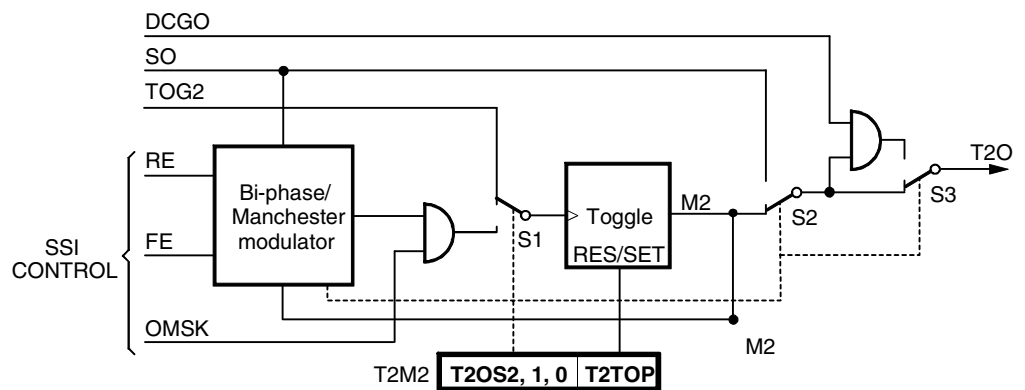 DCGO
SO
TOG2
RE
Bi-phase/
Manchester
modulator
FE
SSI
CONTROL
OMSK
S1
Toggle
RES/SET
M2
S2
S3
T2O
M2
T2M2
T2OS2, 1, 0
T2TOP